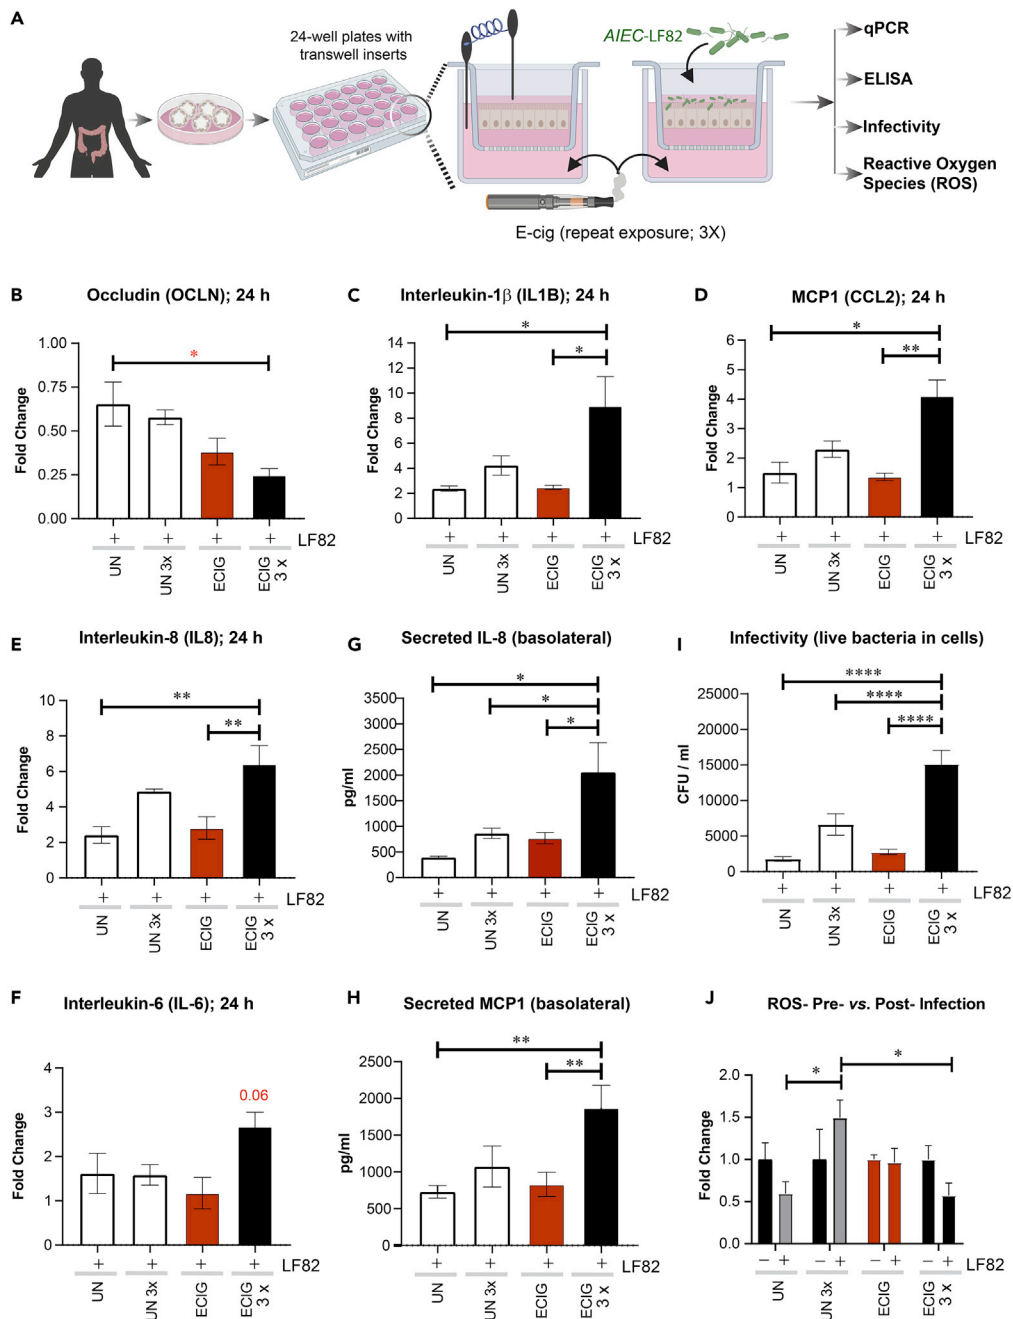 A
24-well plates with
transwell inserts
AIEC-LF82
qPCR
ELISA
Infectivity
Reactive Oxygen
Species (ROS)
E-cig (repeat exposure; 3X)
B
Occludin (OCLN); 24 h
Fold Change
1.00
0.75
0.50
0.25
0.00
*
+ + + + LF82
UN
UN 3x
ECIG
ECIG
3 x
C
Interleukin-1β (IL1B); 24 h
Fold Change
14
12
10
8
6
4
2
0
*
*
+ + + + LF82
UN
UN 3x
ECIG
ECIG
3 x
D
MCP1 (CCL2); 24 h
Fold Change
6
5
4
3
2
1
0
*
**
+ + + + LF82
UN
UN 3x
ECIG
ECIG
3 x
E
Interleukin-8 (IL8); 24 h
Fold Change
10
8
6
4
2
0
**
**
+ + + + LF82
UN
UN 3x
ECIG
ECIG
3 x
G
Secreted IL-8 (basolateral)
pg/ml
3500
3000
2500
2000
1500
1000
500
0
*
*
*
+ + + + LF82
UN
UN 3x
ECIG
ECIG
3 x
I
Infectivity (live bacteria in cells)
CFU / ml
25000
20000
15000
10000
5000
0
****
****
****
+ + + + LF82
UN
UN 3x
ECIG
ECIG
3 x
F
Interleukin-6 (IL-6); 24 h
Fold Change
4
3
2
1
0
0.06
+ + + + LF82
UN
UN 3x
ECIG
ECIG
3 x
H
Secreted MCP1 (basolateral)
pg/ml
2500
2000
1500
1000
500
0
**
**
+ + + + LF82
UN
UN 3x
ECIG
ECIG
3 x
J
ROS- Pre- vs. Post- Infection
Fold Change
2.0
1.5
1.0
0.5
0.0
*
*
− + − + − + − + LF82
UN
UN 3x
ECIG
ECIG
3 x